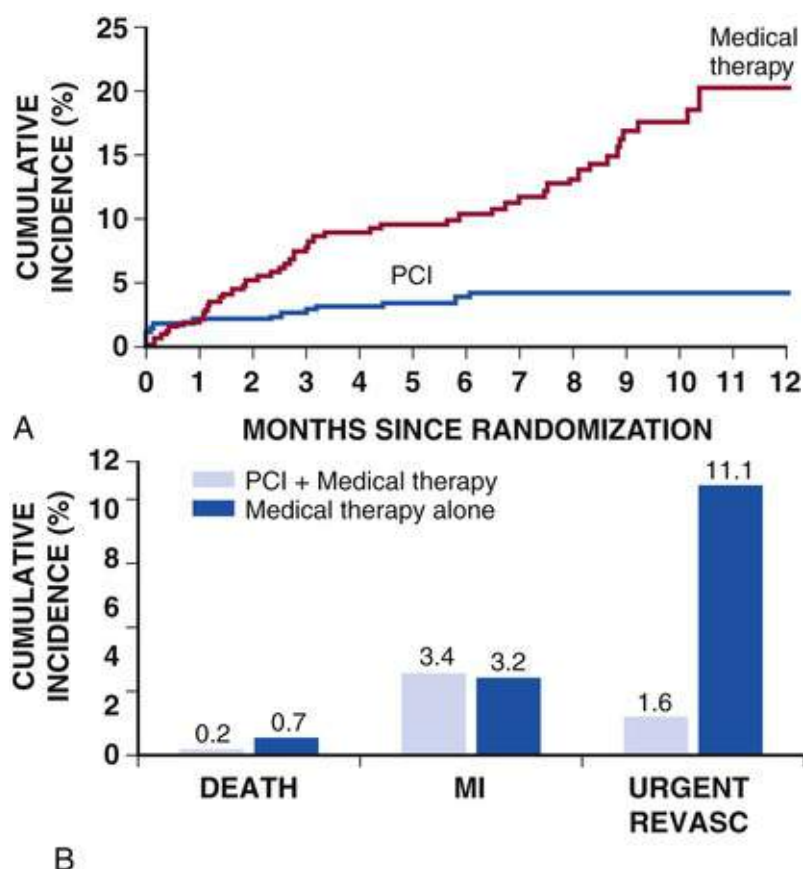 25
20
15
10
5
0
CUMULATIVE
INCIDENCE (%)
Medical
therapy
PCI
0 1 2 3 4 5 6 7 8 9 10 11 12
A MONTHS SINCE RANDOMIZATION
12
10
8
6
4
2
0
CUMULATIVE
INCIDENCE (%)
PCI + Medical therapy
Medical therapy alone
0.2 0.7 3.4 3.2 1.6 11.1
DEATH MI URGENT
REVASC
B